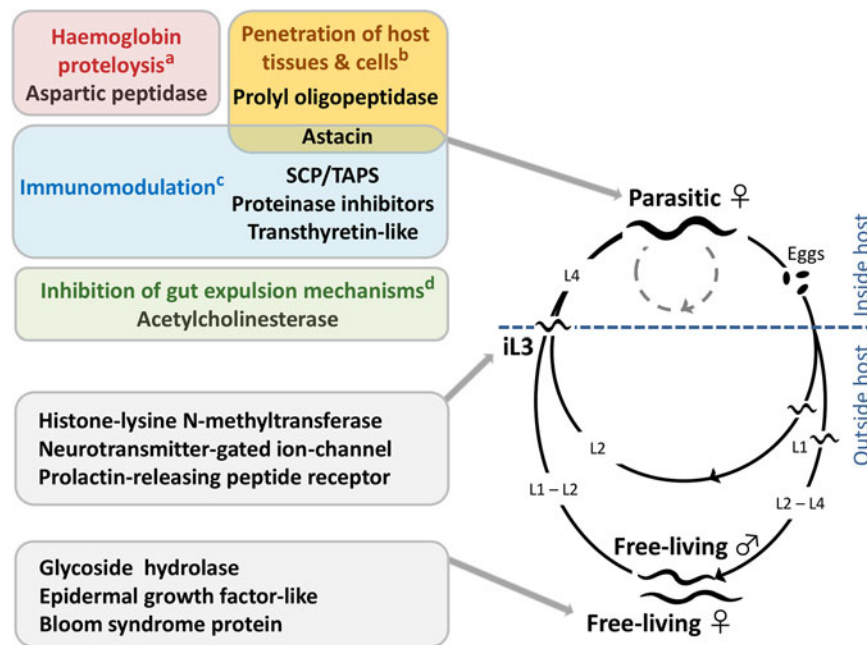 Haemoglobin
proteloysisa
Aspartic peptidase
Penetration of host
tissues & cellsb
Prolyl oligopeptidase
Astacin
Immunomodulationc
SCP/TAPS
Proteinase inhibitors
Transthyretin-like
Inhibition of gut expulsion mechanismsd
Acetylcholinesterase
Histone-lysine N-methyltransferase
Neurotransmitter-gated ion-channel
Prolactin-releasing peptide receptor
Glycoside hydrolase
Epidermal growth factor-like
Bloom syndrome protein
Parasitic ♀
Eggs
L4
Inside host
iL3
Outside host
L1
L2
L1 – L2
L2 – L4
Free-living ♂
Free-living ♀